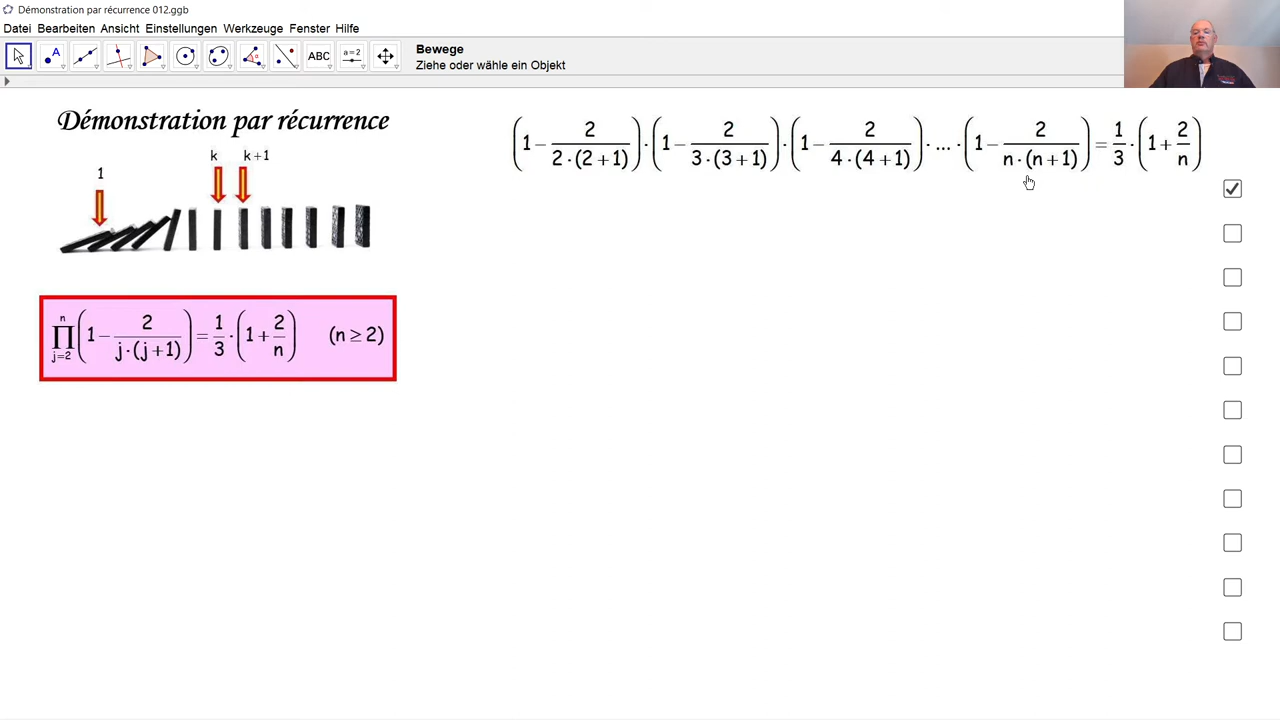 Démonstration par récurrence 012.ggb
Datei Bearbeiten Ansicht Einstellungen Werkzeuge Fenster Hilfe
A ABC a=2
Bewege
Ziehe oder wähle ein Objekt
Démonstration par récurrence
1 k k+1
∏_{j=2}^{n} (1 − 2/(j·(j+1))) = 1/3·(1 + 2/n) (n ≥ 2)
(1 − 2/(2·(2+1)))·(1 − 2/(3·(3+1)))·(1 − 2/(4·(4+1)))· ... ·(1 − 2/(n·(n+1))) = 1/3·(1 + 2/n)